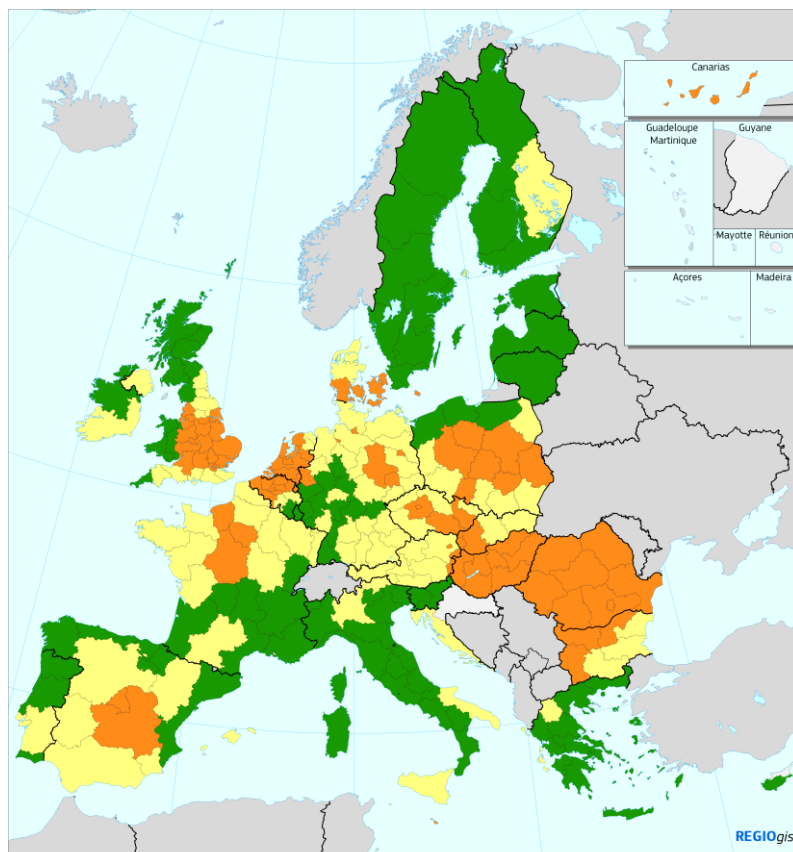 Canarias
Guadeloupe
Martinique
Guyane
Mayotte
Réunion
Açores
Madeira
REGIOgis